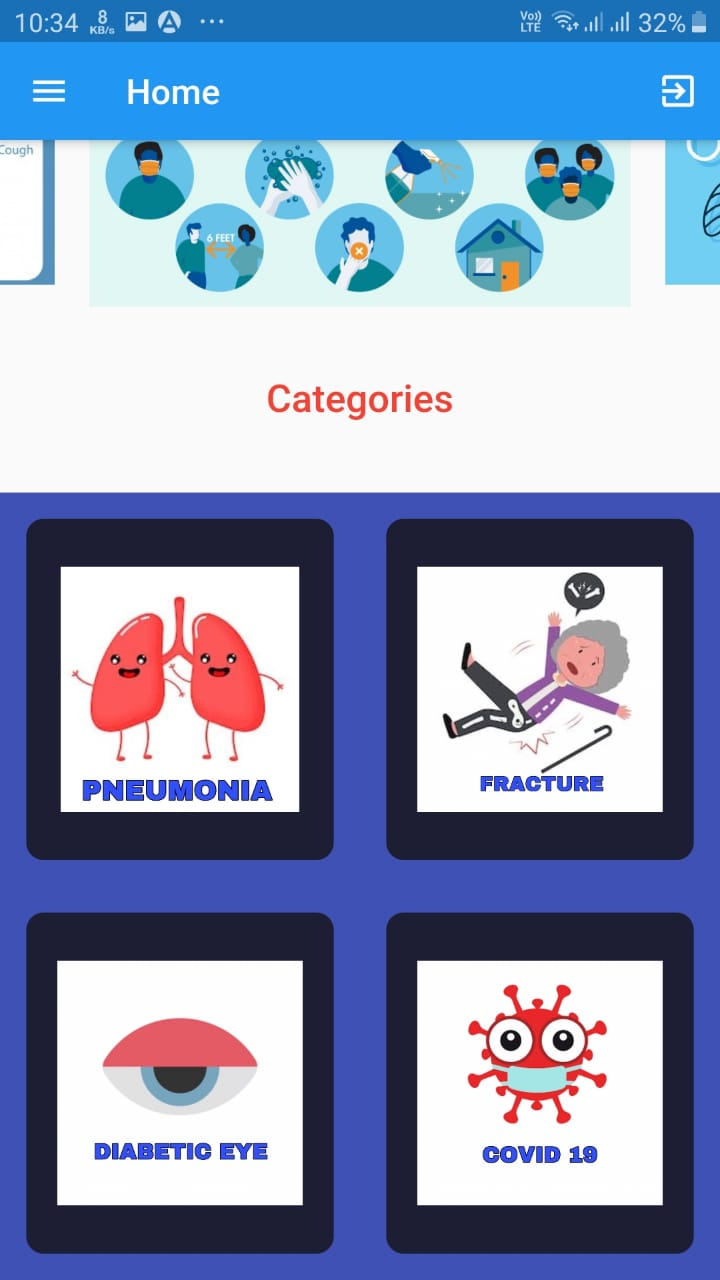 10:34 8 KB/s Vo)) LTE 32%
Home
Cough
6 FEET
Categories
PNEUMONIA
FRACTURE
DIABETIC EYE
COVID 19